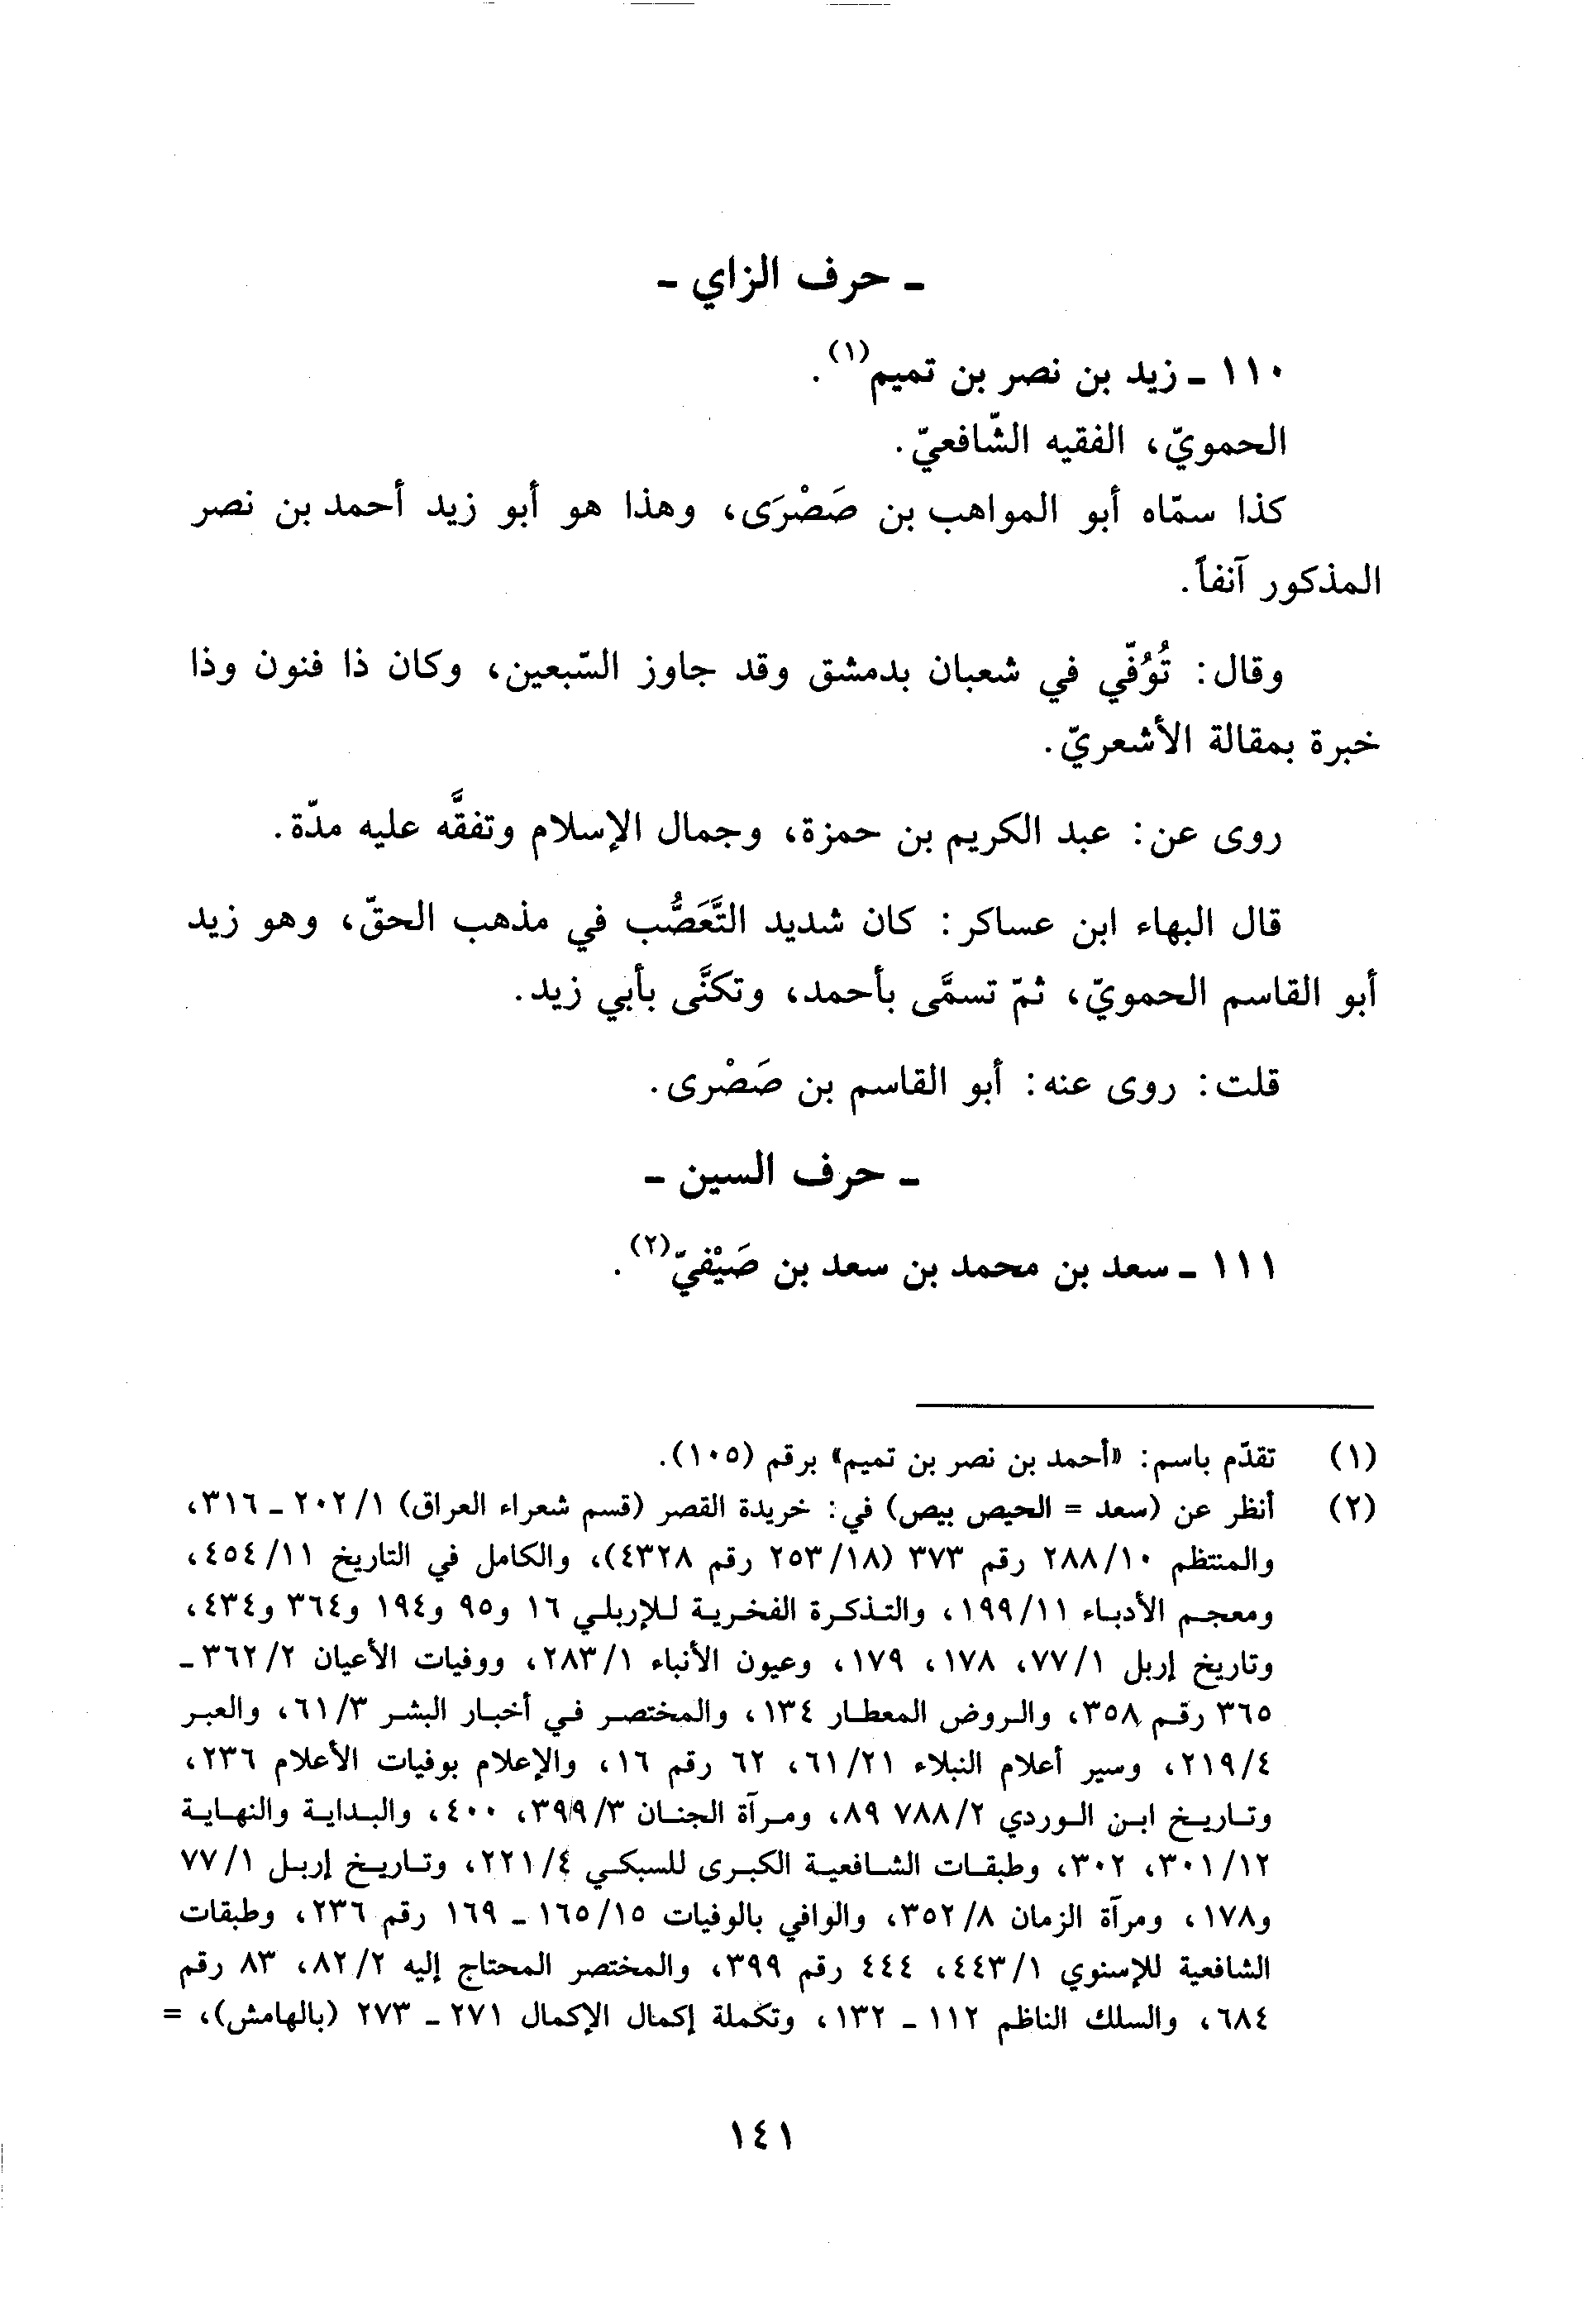 ـ حرف الزاي ـ
١١٠ ـ زيد بن نصر بن تميم(١).
الحمويّ، الفقيه الشّافعيّ.
كذا سمّاه أبو المواهب بن صَصْرَى، وهذا هو أبو زيد أحمد بن نصر
المذكور آنفاً.
وقال: تُوُفّي في شعبان بدمشق وقد جاوز السّبعين، وكان ذا فنون وذا
خبرة بمقالة الأشعريّ.
روى عن: عبد الكريم بن حمزة، وجمال الإسلام وتفقَّه عليه مدّة.
قال البهاء ابن عساكر: كان شديد التَّعَصُّب في مذهب الحقّ، وهو زيد
أبو القاسم الحمويّ، ثمّ تسمَّى بأحمد، وتكنَّى بأبي زيد.
قلت: روى عنه: أبو القاسم بن صَصْرى.
ـ حرف السين ـ
١١١ ـ سعد بن محمد بن سعد بن صَيْفيّ(٢).
(١) تقدّم باسم: «أحمد بن نصر بن تميم» برقم (١٠٥).
(٢) أنظر عن (سعد = الحيص بيص) في: خريدة القصر (قسم شعراء العراق) ١/ ٢٠٢ ـ ٣١٦،
والمنتظم ١٠/ ٢٨٨ رقم ٣٧٣ (١٨/ ٢٥٣ رقم ٤٣٢٨)، والكامل في التاريخ ١١/ ٤٥٤،
ومعجم الأدباء ١١/ ١٩٩، والتذكرة الفخرية للإربلي ١٦ و٩٥ و١٩٤ و٣٦٤ و٤٣٤،
وتاريخ إربل ١/ ٧٧، ١٧٨، ١٧٩، وعيون الأنباء ١/ ٢٨٣، ووفيات الأعيان ٢/ ٣٦٢ ـ
٣٦٥ رقم ٣٥٨، والروض المعطار ١٣٤، والمختصر في أخبار البشر ٣/ ٦١، والعبر
٤/ ٢١٩، وسير أعلام النبلاء ٢١/ ٦١، ٦٢ رقم ١٦، والإعلام بوفيات الأعلام ٢٣٦،
وتاريخ ابن الوردي ٢/ ٧٨٨ ٨٩، ومرآة الجنان ٣/ ٣٩٩، ٤٠٠، والبداية والنهاية
١٢/ ٣٠١، ٣٠٢، وطبقات الشافعية الكبرى للسبكي ٤/ ٢٢١، وتاريخ إربل ١/ ٧٧
و١٧٨، ومرآة الزمان ٨/ ٣٥٢، والوافي بالوفيات ١٥/ ١٦٥ ـ ١٦٩ رقم ٢٣٦، وطبقات
الشافعية للإسنوي ١/ ٤٤٣، ٤٤٤ رقم ٣٩٩، والمختصر المحتاج إليه ٢/ ٨٢، ٨٣ رقم
٦٨٤، والسلك الناظم ١١٢ ـ ١٣٢، وتكملة إكمال الإكمال ٢٧١ ـ ٢٧٣ (بالهامش)، =
١٤١